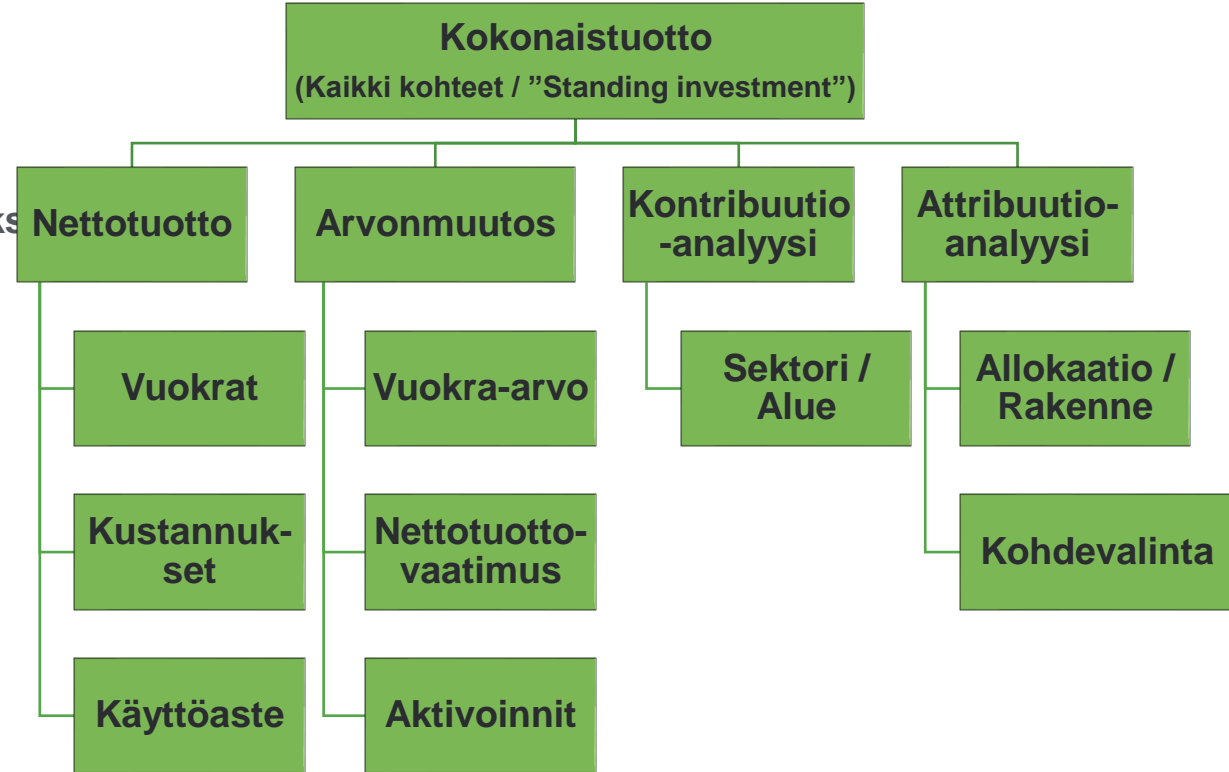 Kokonaistuotto
(Kaikki kohteet / ”Standing investment”)
Nettotuotto
Arvonmuutos
Kontribuutio
-analyysi
Attribuutio-
analyysi
Vuokrat
Vuokra-arvo
Sektori /
Alue
Allokaatio /
Rakenne
Kustannuk-
set
Nettotuotto-
vaatimus
Kohdevalinta
Käyttöaste
Aktivoinnit